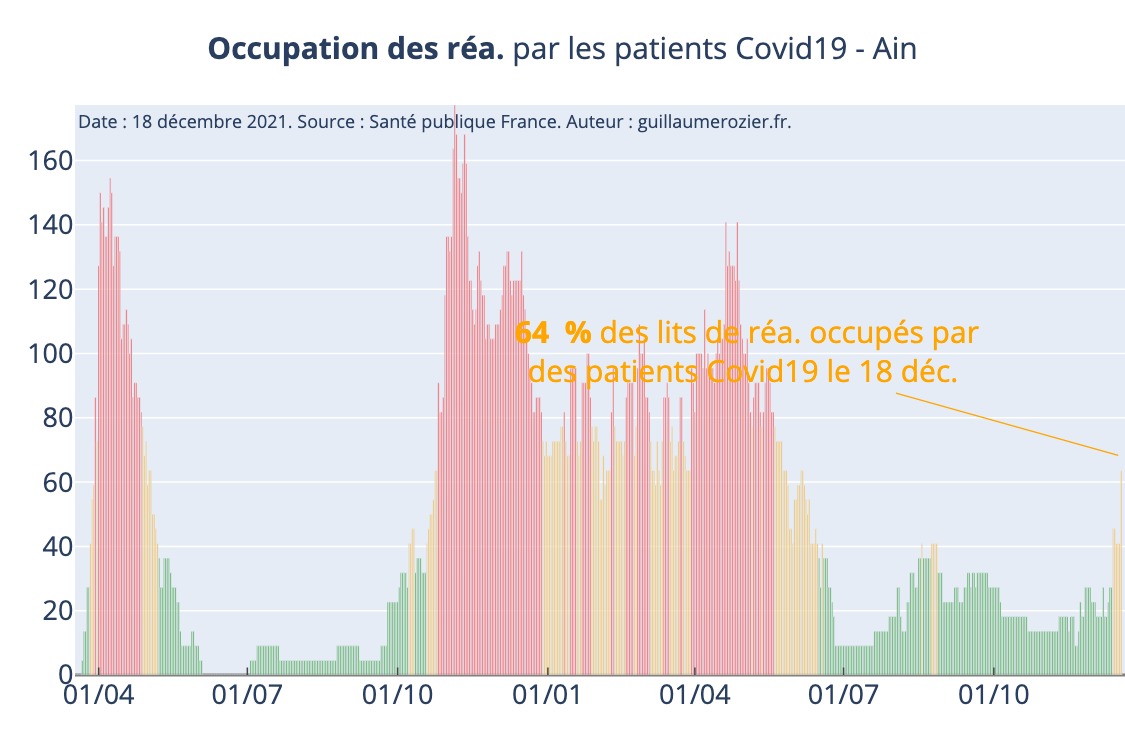 Occupation des réa. par les patients Covid19 - Ain
Date : 18 décembre 2021. Source : Santé publique France. Auteur : guillaumerozier.fr.
160
140
120
64 % des lits de réa. occupés par
100
des patients Covid19 le 18 déc.
80
60
40
20
0
01/04 01/07 01/10 01/01 01/04 01/07 01/10